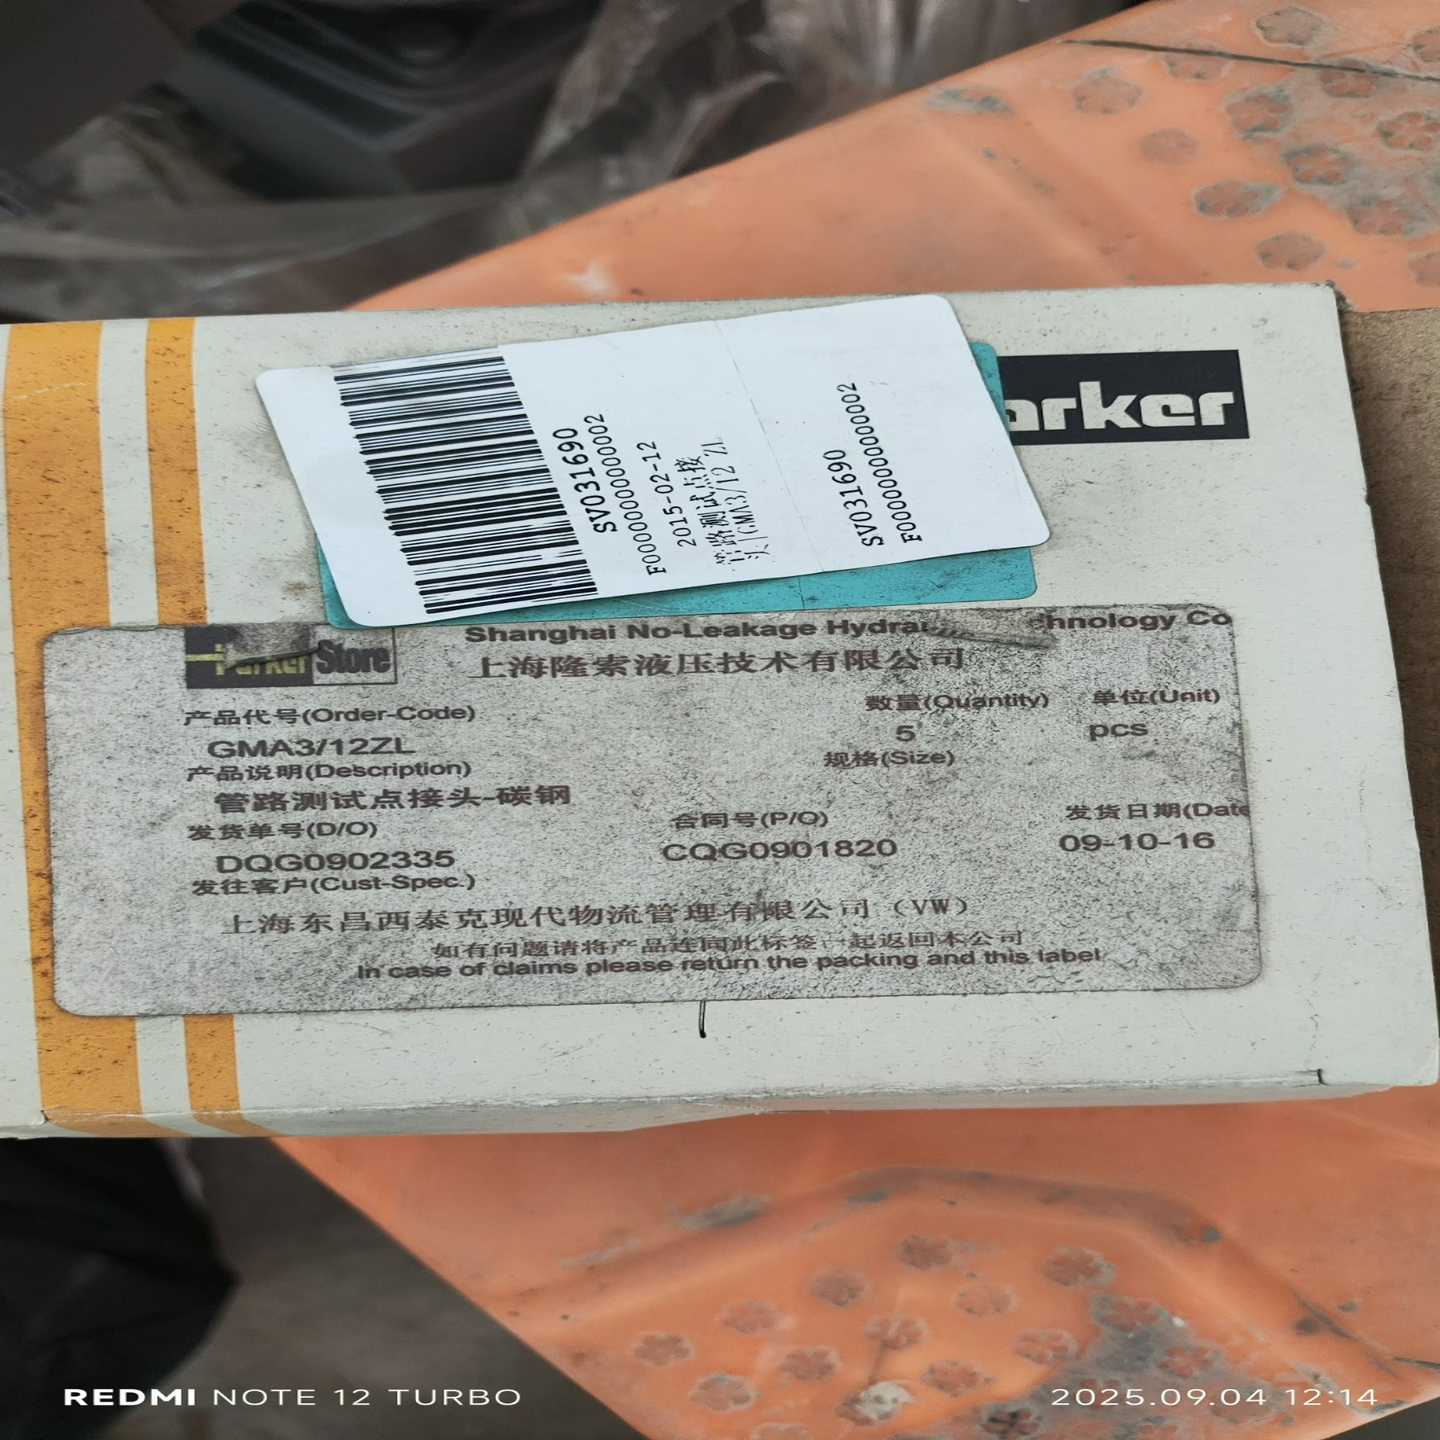 arker
SV031690
E0000000000000002
2015-02-12
管路测试点接
头|GMA3/12 ZL
SV031690
E0000000000000002
Parker Store
Shanghai No-Leakage Hydra hnology Co
上海隆索液压技术有限公司
产品代号(Order-Code) 数量(Quantity) 单位(Unit)
GMA3/12ZL 5 pcs
产品说明(Description) 规格(Size)
管路测试点接头-碳钢
发货单号(D/O) 合同号(P/O) 发货日期(Date
DQG0902335 CQG0901820 09-10-16
发往客户(Cust-Spec.)
上海东昌西泰克现代物流管理有限公司（VW）
如有问题请将产品连同此标签一起返回本公司
In case of claims please return the packing and this label
REDMI NOTE 12 TURBO 2025.09.04 12:14